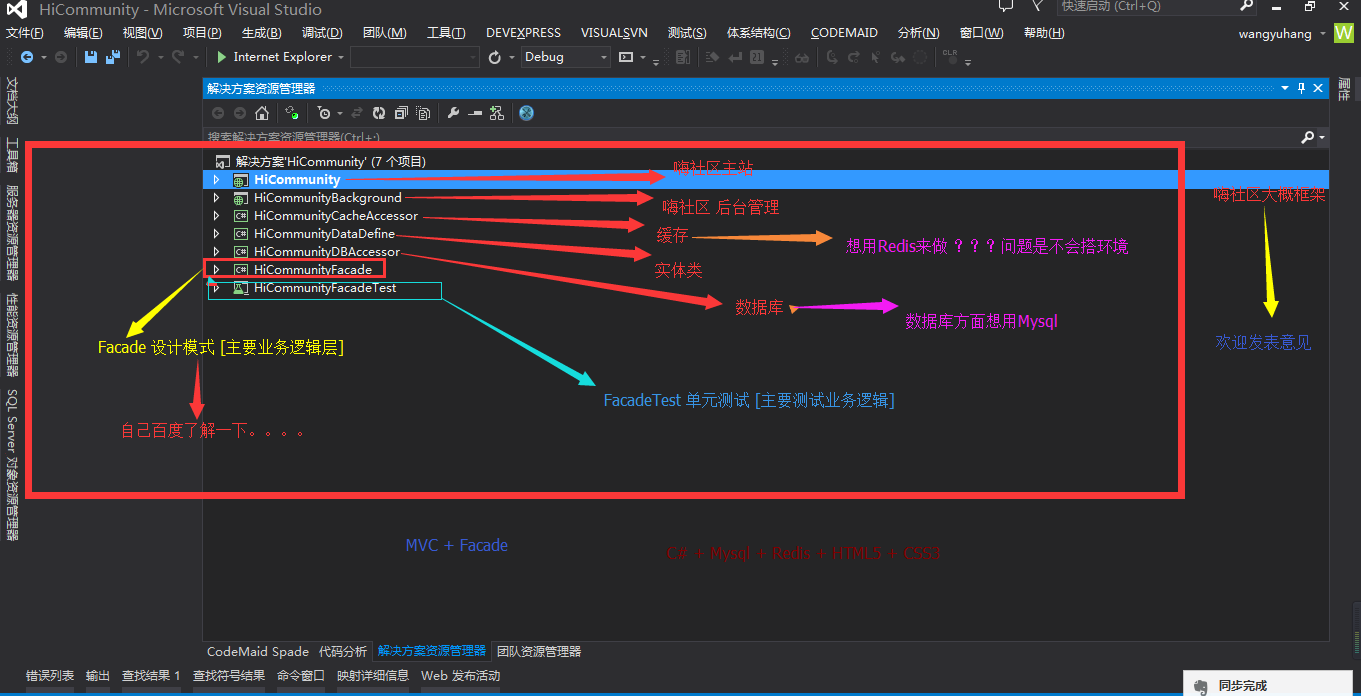 HiCommunity - Microsoft Visual Studio
快速启动 (Ctrl+Q)
文件(F) 编辑(E) 视图(V) 项目(P) 生成(B) 调试(D) 团队(M) 工具(T) DEVEXPRESS VISUALSVN 测试(S) 体系结构(C) CODEMAID 分析(N) 窗口(W) 帮助(H)
wangyuhang
W
Internet Explorer
Debug
CLR
文档大纲
工具箱
服务器资源管理器
性能资源管理器
SQL Server 对象资源管理器
属性
解决方案资源管理器
搜索解决方案资源管理器(Ctrl+;)
解决方案'HiCommunity' (7 个项目)
HiCommunity
嗨社区主站
HiCommunityBackground
嗨社区 后台管理
HiCommunityCacheAccessor
缓存
想用Redis来做 ? ? ? 问题是不会搭环境
HiCommunityDataDefine
实体类
HiCommunityDBAccessor
数据库
数据库方面想用Mysql
HiCommunityFacade
HiCommunityFacadeTest
嗨社区大概框架
欢迎发表意见
Facade 设计模式 [主要业务逻辑层]
自己百度了解一下。。。。
FacadeTest 单元测试 [主要测试业务逻辑]
MVC + Facade
C# + Mysql + Redis + HTML5 + CSS3
CodeMaid Spade 代码分析 解决方案资源管理器 团队资源管理器
错误列表 输出 查找结果 1 查找符号结果 命令窗口 映射详细信息 Web 发布活动
同步完成